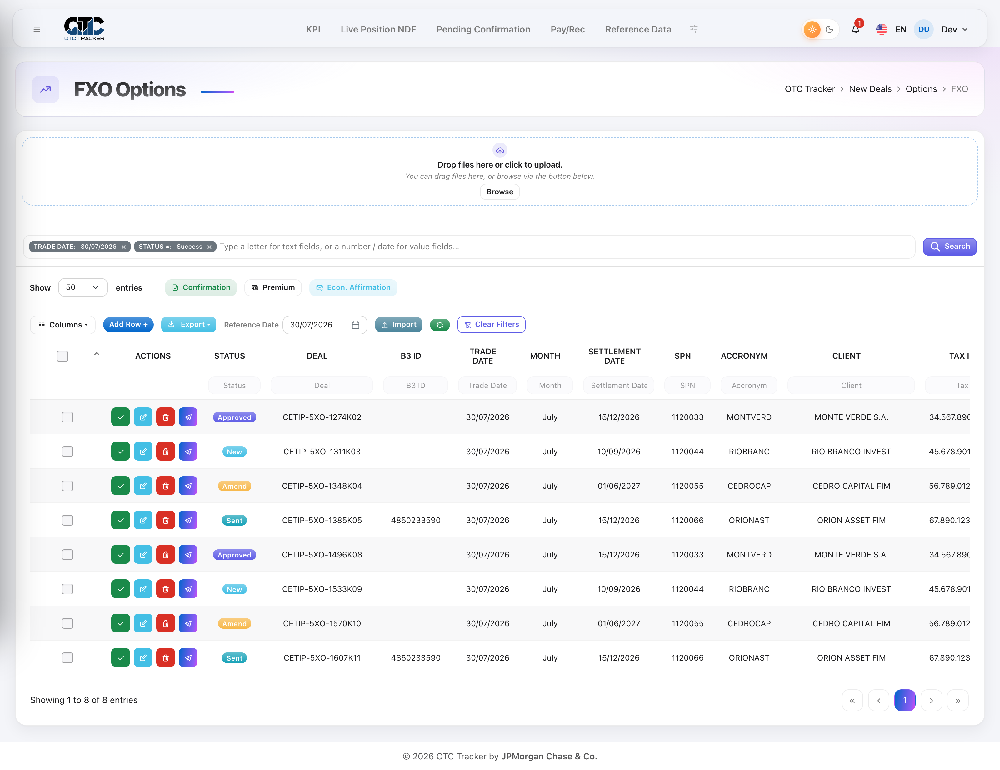 OTC
OTC TRACKER
KPI
Live Position NDF
Pending Confirmation
Pay/Rec
Reference Data
1
EN
DU
Dev
FXO Options
OTC Tracker > New Deals > Options > FXO
Drop files here or click to upload.
You can drag files here, or browse via the button below.
Browse
TRADE DATE: 30/07/2026 × STATUS ≠: Success × Type a letter for text fields, or a number / date for value fields...
Search
Show 50 entries
Confirmation
Premium
Econ. Affirmation
Columns
Add Row +
Export
Reference Date 30/07/2026
Import
Clear Filters
ACTIONS STATUS DEAL B3 ID TRADE DATE MONTH SETTLEMENT DATE SPN ACCRONYM CLIENT TAX I
Status Deal B3 ID Trade Date Month Settlement Date SPN Accronym Client Tax
Approved CETIP-5XO-1274K02 30/07/2026 July 15/12/2026 1120033 MONTVERD MONTE VERDE S.A. 34.567.890
New CETIP-5XO-1311K03 30/07/2026 July 10/09/2026 1120044 RIOBRANC RIO BRANCO INVEST 45.678.901
Amend CETIP-5XO-1348K04 30/07/2026 July 01/06/2027 1120055 CEDROCAP CEDRO CAPITAL FIM 56.789.012
Sent CETIP-5XO-1385K05 4850233590 30/07/2026 July 15/12/2026 1120066 ORIONAST ORION ASSET FIM 67.890.123
Approved CETIP-5XO-1496K08 30/07/2026 July 15/12/2026 1120033 MONTVERD MONTE VERDE S.A. 34.567.890
New CETIP-5XO-1533K09 30/07/2026 July 10/09/2026 1120044 RIOBRANC RIO BRANCO INVEST 45.678.901
Amend CETIP-5XO-1570K10 30/07/2026 July 01/06/2027 1120055 CEDROCAP CEDRO CAPITAL FIM 56.789.012
Sent CETIP-5XO-1607K11 4850233590 30/07/2026 July 15/12/2026 1120066 ORIONAST ORION ASSET FIM 67.890.123
Showing 1 to 8 of 8 entries
« ‹ 1 › »
© 2026 OTC Tracker by JPMorgan Chase & Co.